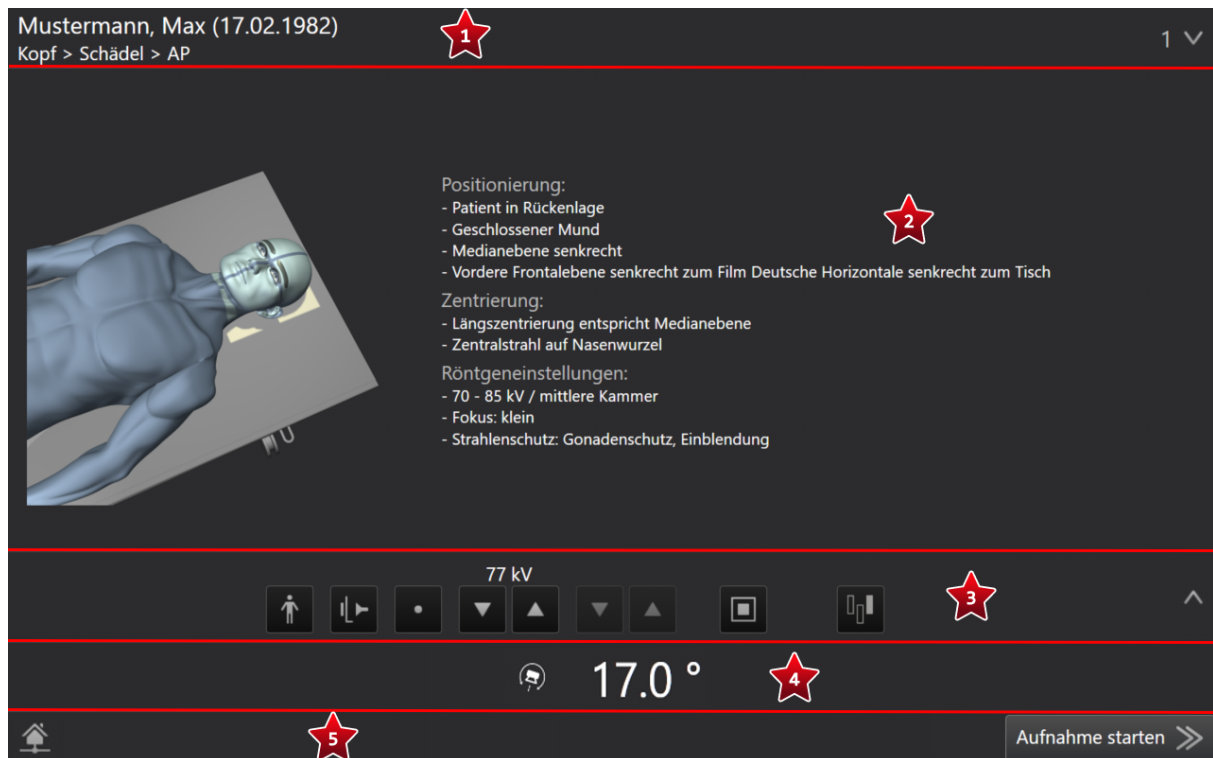 Mustermann, Max (17.02.1982)
1
1
Kopf > Schädel > AP
Positionierung:
- Patient in Rückenlage
2
- Geschlossener Mund
- Medianebene senkrecht
- Vordere Frontalebene senkrecht zum Film Deutsche Horizontale senkrecht zum Tisch
Zentrierung:
- Längszentrierung entspricht Medianebene
- Zentralstrahl auf Nasenwurzel
Röntgeneinstellungen:
- 70 - 85 kV / mittlere Kammer
- Fokus: klein
- Strahlenschutz: Gonadenschutz, Einblendung
77 kV
3
17.0 °
4
5
Aufnahme starten